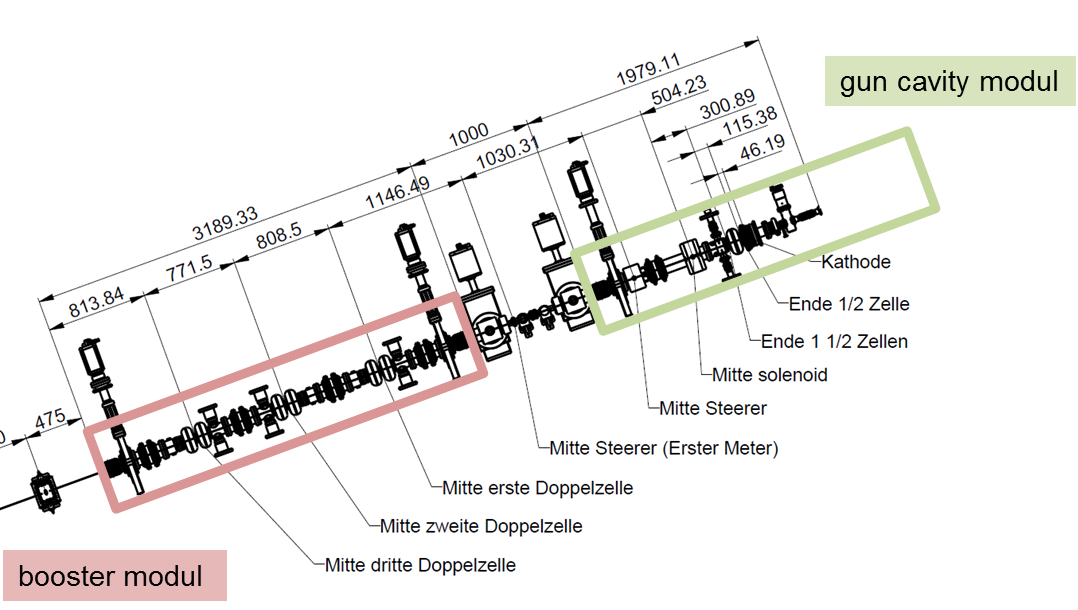 1979.11
gun cavity modul
504.23
300.89
115.38
46.19
1000
1030.31
1146.49
3189.33
808.5
771.5
813.84
475
0
Kathode
Ende 1/2 Zelle
Ende 1 1/2 Zellen
Mitte solenoid
Mitte Steerer
Mitte Steerer (Erster Meter)
Mitte erste Doppelzelle
Mitte zweite Doppelzelle
Mitte dritte Doppelzelle
booster modul